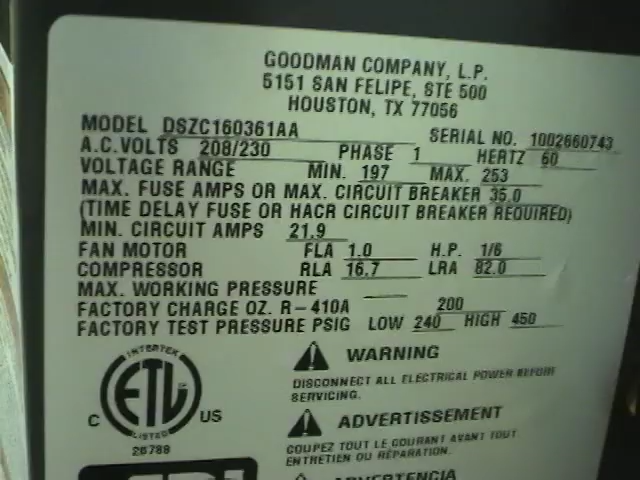 GOODMAN COMPANY, L.P.
5151 SAN FELIPE, STE 500
HOUSTON, TX 77056
MODEL DSZC160361AA SERIAL NO. 1002660743
A.C.VOLTS 208/230 PHASE 1 HERTZ 60
VOLTAGE RANGE MIN. 197 MAX. 253
MAX. FUSE AMPS OR MAX. CIRCUIT BREAKER 35.0
(TIME DELAY FUSE OR HACR CIRCUIT BREAKER REQUIRED)
MIN. CIRCUIT AMPS 21.9
FAN MOTOR FLA 1.0 H.P. 1/6
COMPRESSOR RLA 16.7 LRA 82.0
MAX. WORKING PRESSURE
FACTORY CHARGE OZ. R-410A 200
FACTORY TEST PRESSURE PSIG LOW 240 HIGH 450
INTERTEK
ETL
C US
LISTED
26789
WARNING
DISCONNECT ALL ELECTRICAL POWER BEFORE
SERVICING.
ADVERTISSEMENT
COUPEZ TOUT LE COURANT AVANT TOUT
ENTRETIEN OU RÉPARATION.
ADVERTENCIA